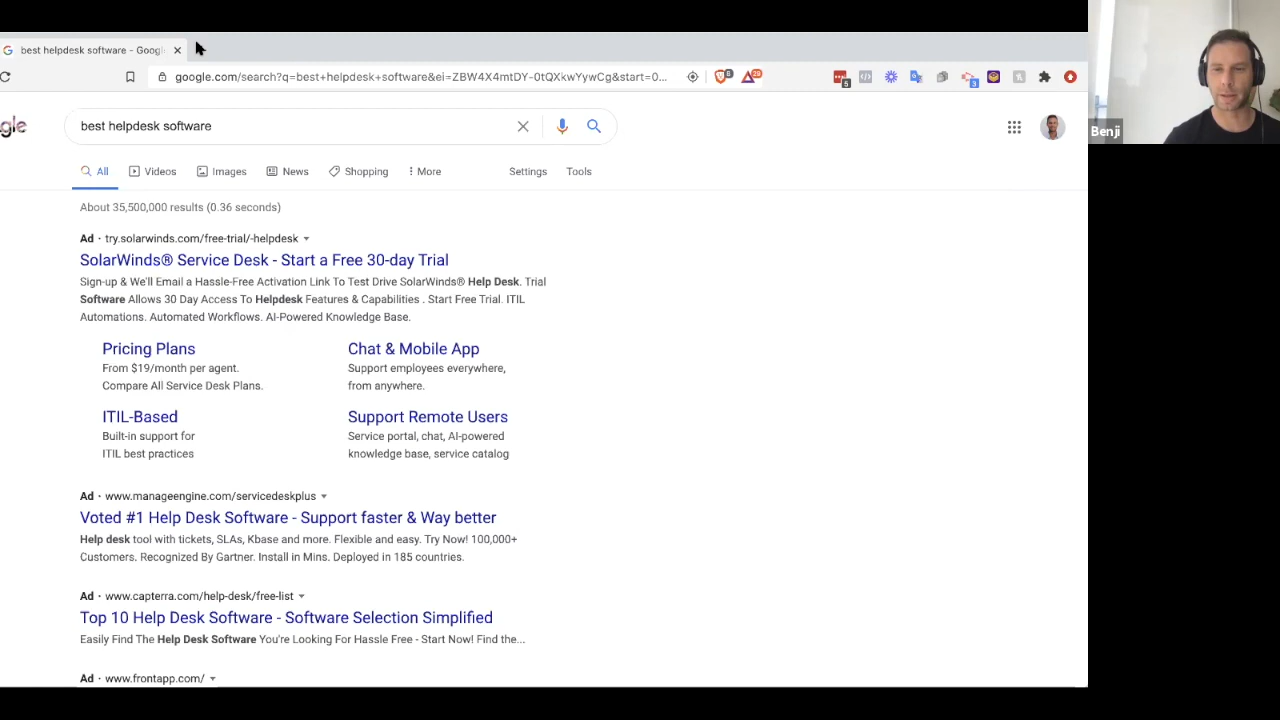 best helpdesk software - Googl
google.com/search?q=best+helpdesk+software&ei=ZBW4X4mtDY-0tQXkwYywCg&start=0...
8
29
5
3
gle
best helpdesk software
Benji
All
Videos
Images
News
Shopping
More
Settings
Tools
About 35,500,000 results (0.36 seconds)
Ad · try.solarwinds.com/free-trial/-helpdesk
SolarWinds® Service Desk - Start a Free 30-day Trial
Sign-up & We'll Email a Hassle-Free Activation Link To Test Drive SolarWinds® Help Desk. Trial
Software Allows 30 Day Access To Helpdesk Features & Capabilities . Start Free Trial. ITIL
Automations. Automated Workflows. AI-Powered Knowledge Base.
Pricing Plans
From $19/month per agent.
Compare All Service Desk Plans.
Chat & Mobile App
Support employees everywhere,
from anywhere.
ITIL-Based
Built-in support for
ITIL best practices
Support Remote Users
Service portal, chat, AI-powered
knowledge base, service catalog
Ad · www.manageengine.com/servicedeskplus
Voted #1 Help Desk Software - Support faster & Way better
Help desk tool with tickets, SLAs, Kbase and more. Flexible and easy. Try Now! 100,000+
Customers. Recognized By Gartner. Install in Mins. Deployed in 185 countries.
Ad · www.capterra.com/help-desk/free-list
Top 10 Help Desk Software - Software Selection Simplified
Easily Find The Help Desk Software You're Looking For Hassle Free - Start Now! Find the...
Ad · www.frontapp.com/